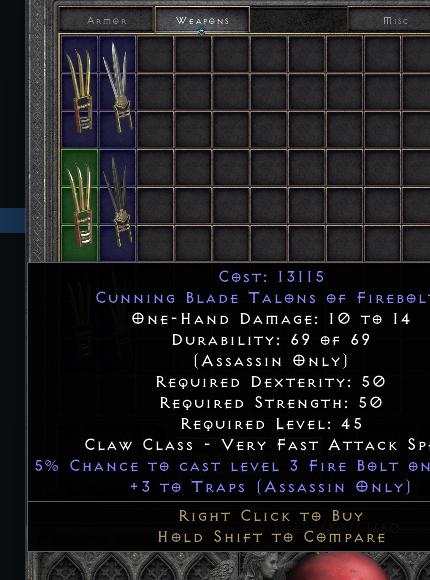 Armor
Weapons
Misc
Cost: 13115
Cunning Blade Talons of Firebolt
One-Hand Damage: 10 to 14
Durability: 69 of 69
(Assassin Only)
Required Dexterity: 50
Required Strength: 50
Required Level: 45
Claw Class - Very Fast Attack Sp
5% Chance to cast level 3 Fire Bolt on
+3 to Traps (Assassin Only)
Right Click to Buy
Hold Shift to Compare